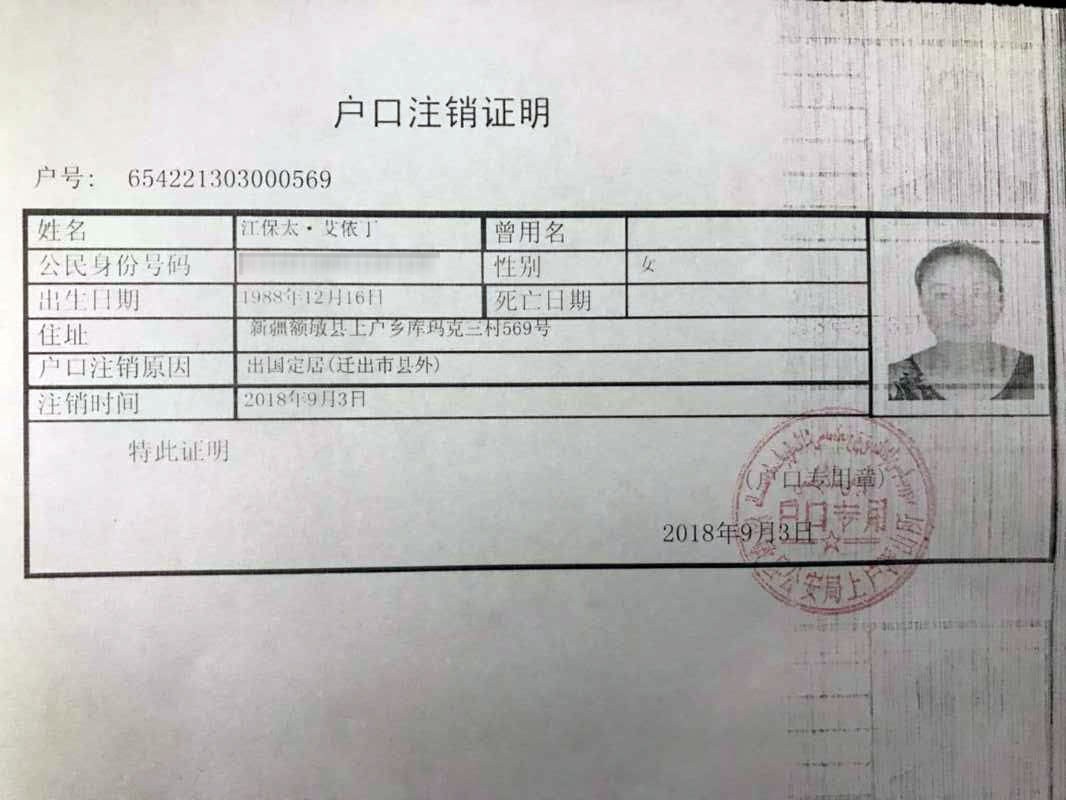 户口注销证明
户号: 654221303000569
姓名 江保太·艾依丁 曾用名
公民身份号码 性别 女
出生日期 1988年12月16日 死亡日期
住址 新疆额敏县上户乡库玛克三村569号
户口注销原因 出国定居(迁出市县外)
注销时间 2018年9月3日
特此证明
(户口专用章)
户口专用
2018年9月3日
公安局上户